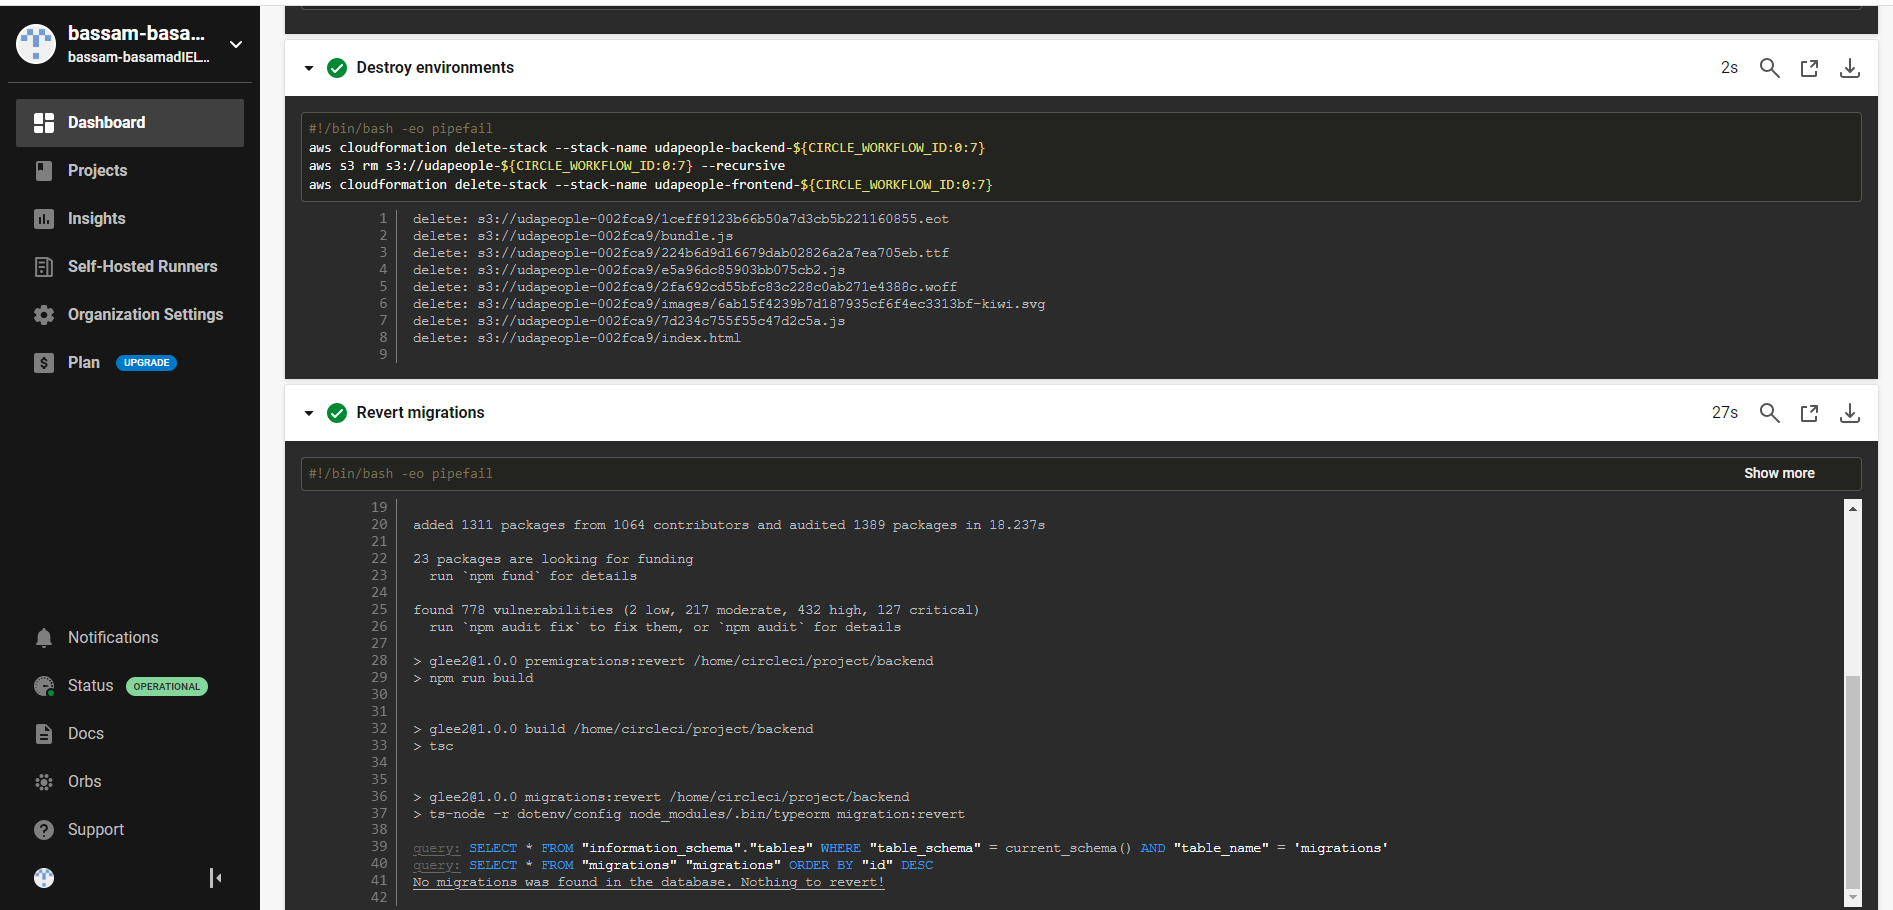 bassam-basa...
bassam-basamadIEL...
Dashboard
Projects
Insights
Self-Hosted Runners
Organization Settings
Plan UPGRADE
Notifications
Status OPERATIONAL
Docs
Orbs
Support
Destroy environments 2s
#!/bin/bash -eo pipefail
aws cloudformation delete-stack --stack-name udapeople-backend-${CIRCLE_WORKFLOW_ID:0:7}
aws s3 rm s3://udapeople-${CIRCLE_WORKFLOW_ID:0:7} --recursive
aws cloudformation delete-stack --stack-name udapeople-frontend-${CIRCLE_WORKFLOW_ID:0:7}
1 delete: s3://udapeople-002fca9/1ceff9123b66b50a7d3cb5b221160855.eot
2 delete: s3://udapeople-002fca9/bundle.js
3 delete: s3://udapeople-002fca9/224b6d9d16679dab02826a2a7ea705eb.ttf
4 delete: s3://udapeople-002fca9/e5a96dc85903bb075cb2.js
5 delete: s3://udapeople-002fca9/2fa692cd55bfc83c228c0ab271e4388c.woff
6 delete: s3://udapeople-002fca9/images/6ab15f4239b7d187935cf6f4ec3313bf-kiwi.svg
7 delete: s3://udapeople-002fca9/7d234c755f55c47d2c5a.js
8 delete: s3://udapeople-002fca9/index.html
9
Revert migrations 27s
#!/bin/bash -eo pipefail Show more
19
20 added 1311 packages from 1064 contributors and audited 1389 packages in 18.237s
21
22 23 packages are looking for funding
23 run `npm fund` for details
24
25 found 778 vulnerabilities (2 low, 217 moderate, 432 high, 127 critical)
26 run `npm audit fix` to fix them, or `npm audit` for details
27
28 > glee2@1.0.0 premigrations:revert /home/circleci/project/backend
29 > npm run build
30
31
32 > glee2@1.0.0 build /home/circleci/project/backend
33 > tsc
34
35
36 > glee2@1.0.0 migrations:revert /home/circleci/project/backend
37 > ts-node -r dotenv/config node_modules/.bin/typeorm migration:revert
38
39 query: SELECT * FROM "information_schema"."tables" WHERE "table_schema" = current_schema() AND "table_name" = 'migrations'
40 query: SELECT * FROM "migrations" "migrations" ORDER BY "id" DESC
41 No migrations was found in the database. Nothing to revert!
42